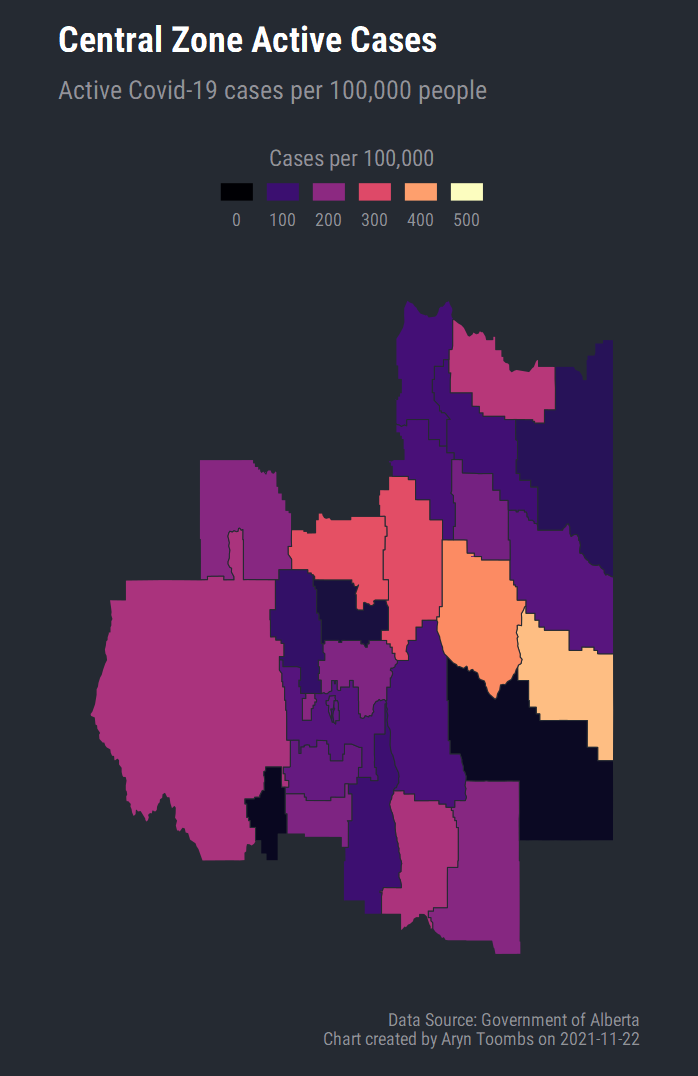 Central Zone Active Cases
Active Covid-19 cases per 100,000 people
Cases per 100,000
0 100 200 300 400 500
Data Source: Government of Alberta
Chart created by Aryn Toombs on 2021-11-22